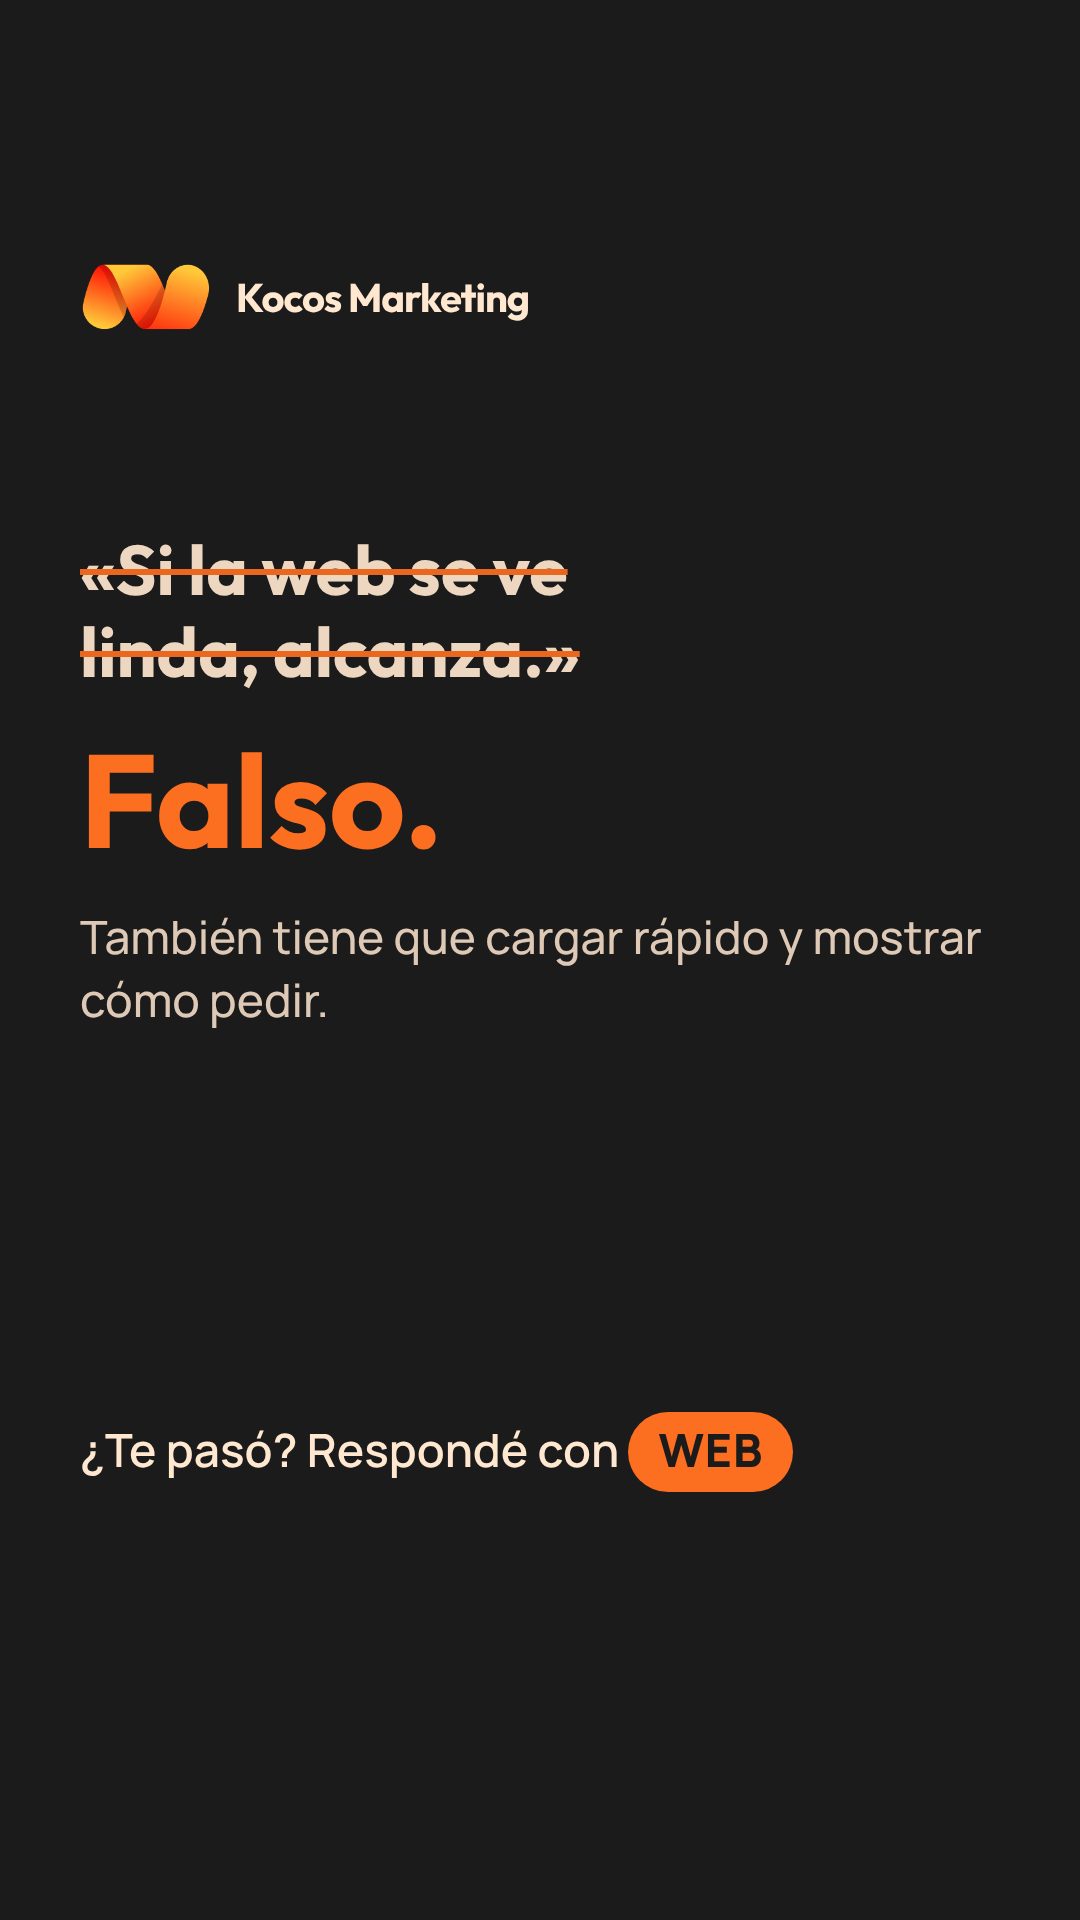 Kocos Marketing
«Si la web se ve
linda, alcanza.»
Falso.
También tiene que cargar rápido y mostrar
cómo pedir.
¿Te pasó? Respondé con WEB